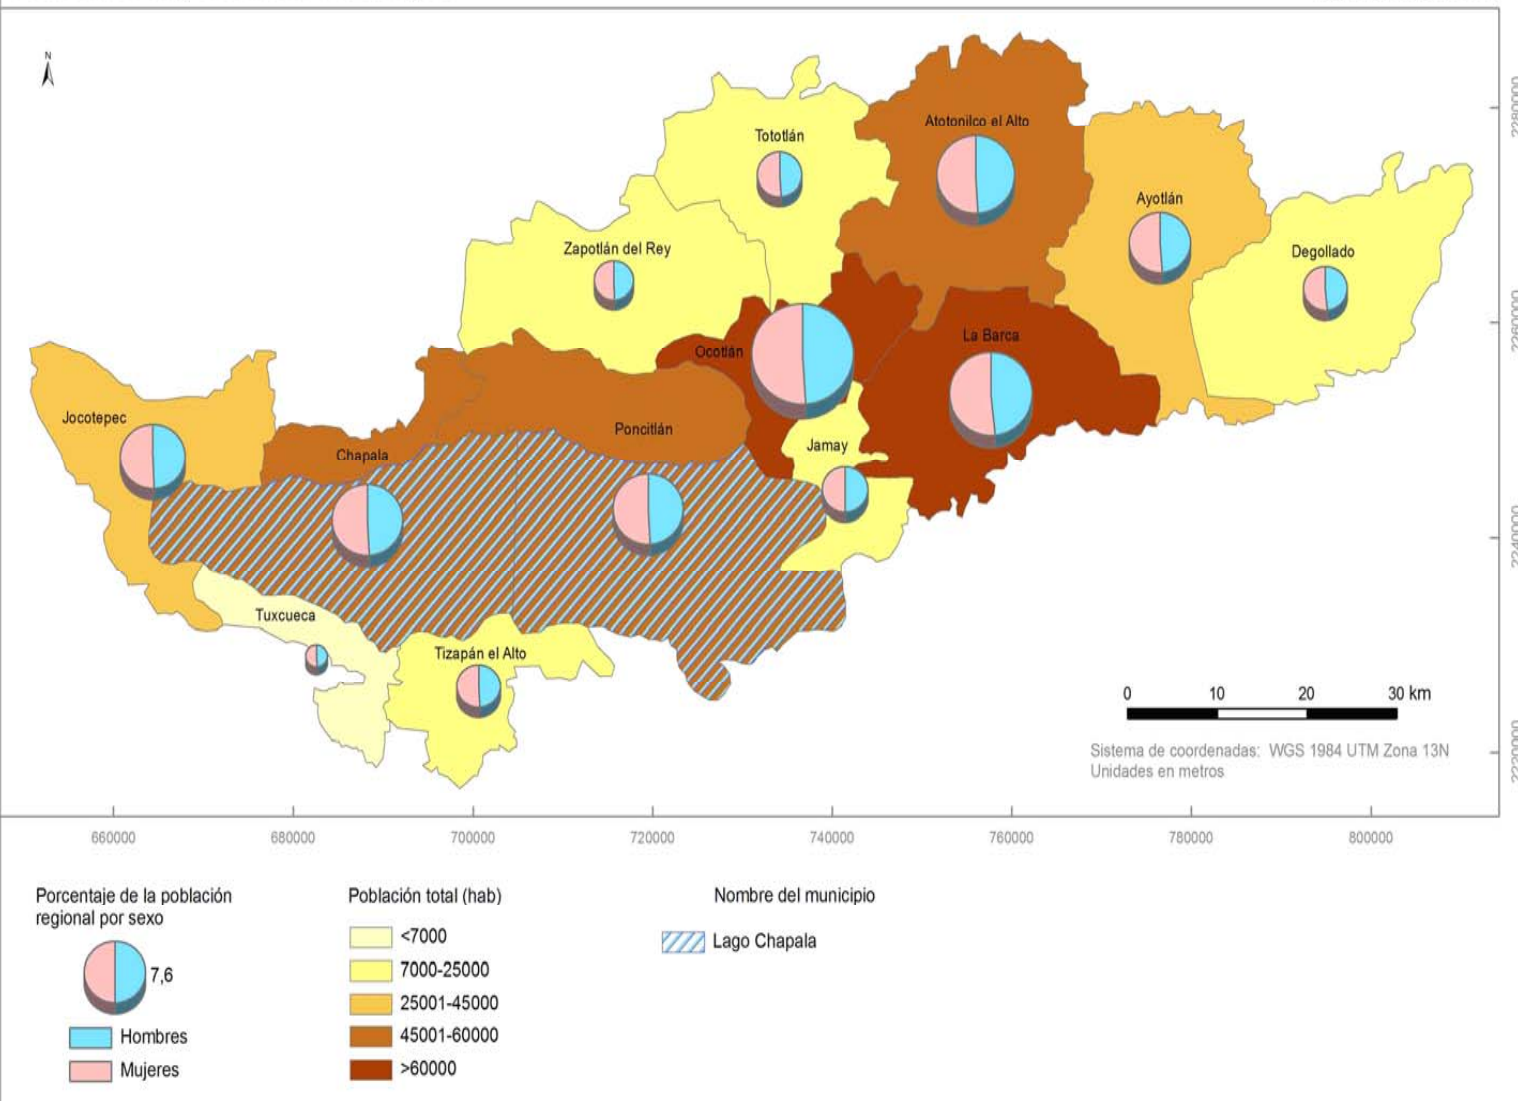 N
Tototlán
Atotonilco el Alto
Ayotlán
Zapotlán del Rey
Degollado
La Barca
Ocotlán
Jocotepec
Poncitlán
Jamay
Chapala
Tuxcueca
Tizapán el Alto
0 10 20 30 km
Sistema de coordenadas: WGS 1984 UTM Zona 13N
Unidades en metros
660000 680000 700000 720000 740000 760000 780000 800000
Porcentaje de la población
regional por sexo
7,6
Hombres
Mujeres
Población total (hab)
<7000
7000-25000
25001-45000
45001-60000
>60000
Nombre del municipio
Lago Chapala